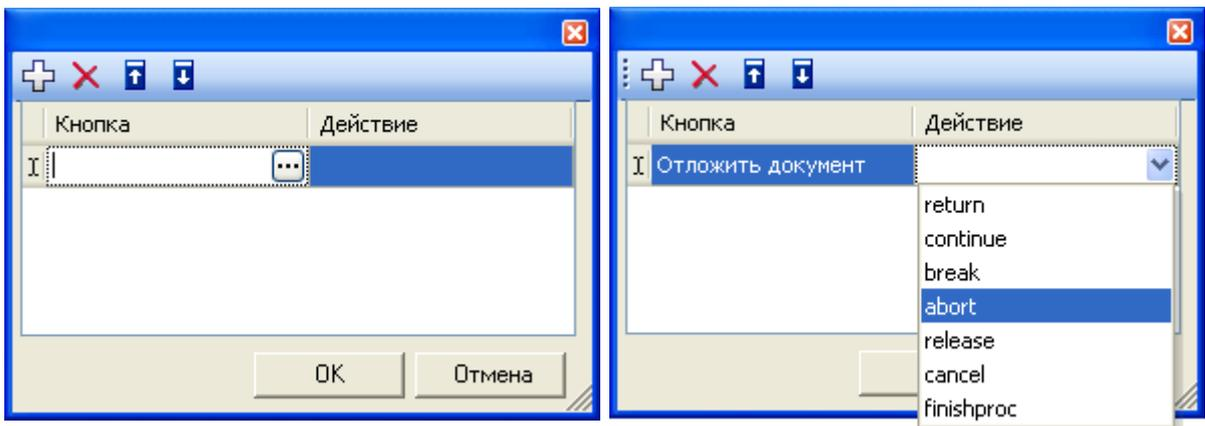 Кнопка Действие
...
OK Отмена
Кнопка Действие
Отложить документ
return
continue
break
abort
release
cancel
finishproc